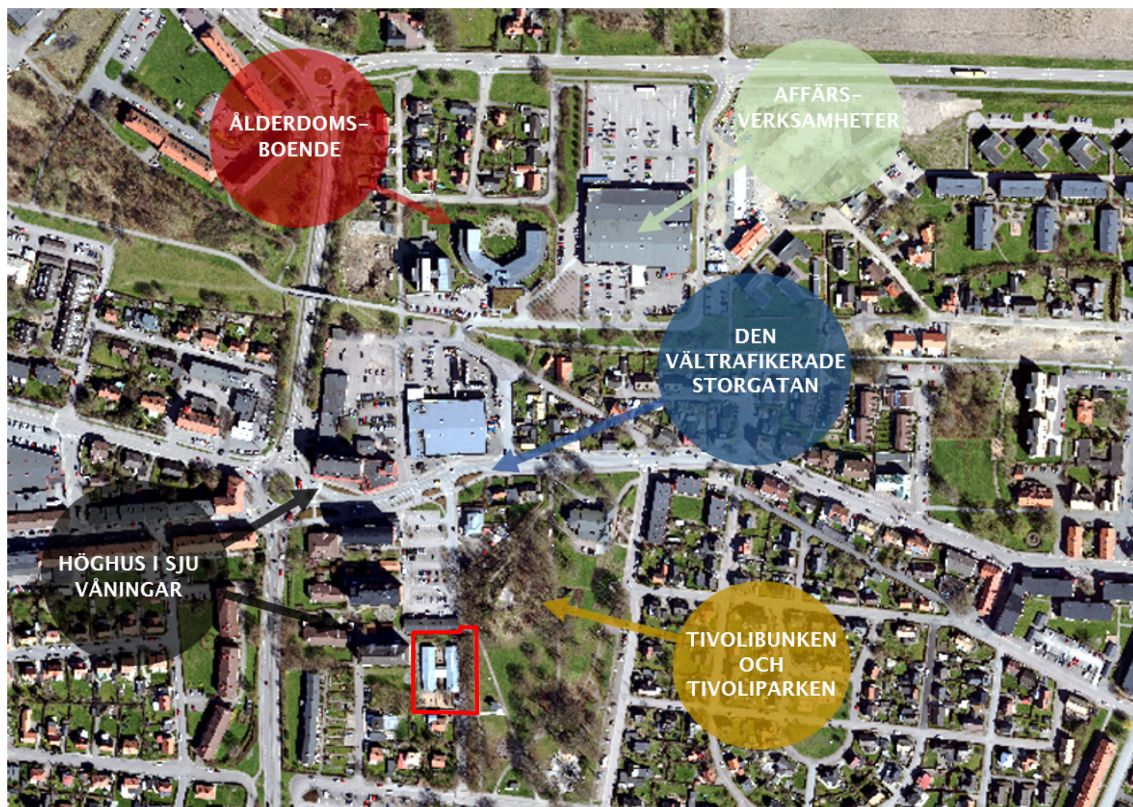 ÅLDERDOMS-
BOENDE
AFFÄRS-
VERKSAMHETER
DEN
VÄLTRAFIKERADE
STORGATAN
HÖGHUS I SJU
VÅNINGAR
TIVOLIBUNKEN
OCH
TIVOLIPARKEN